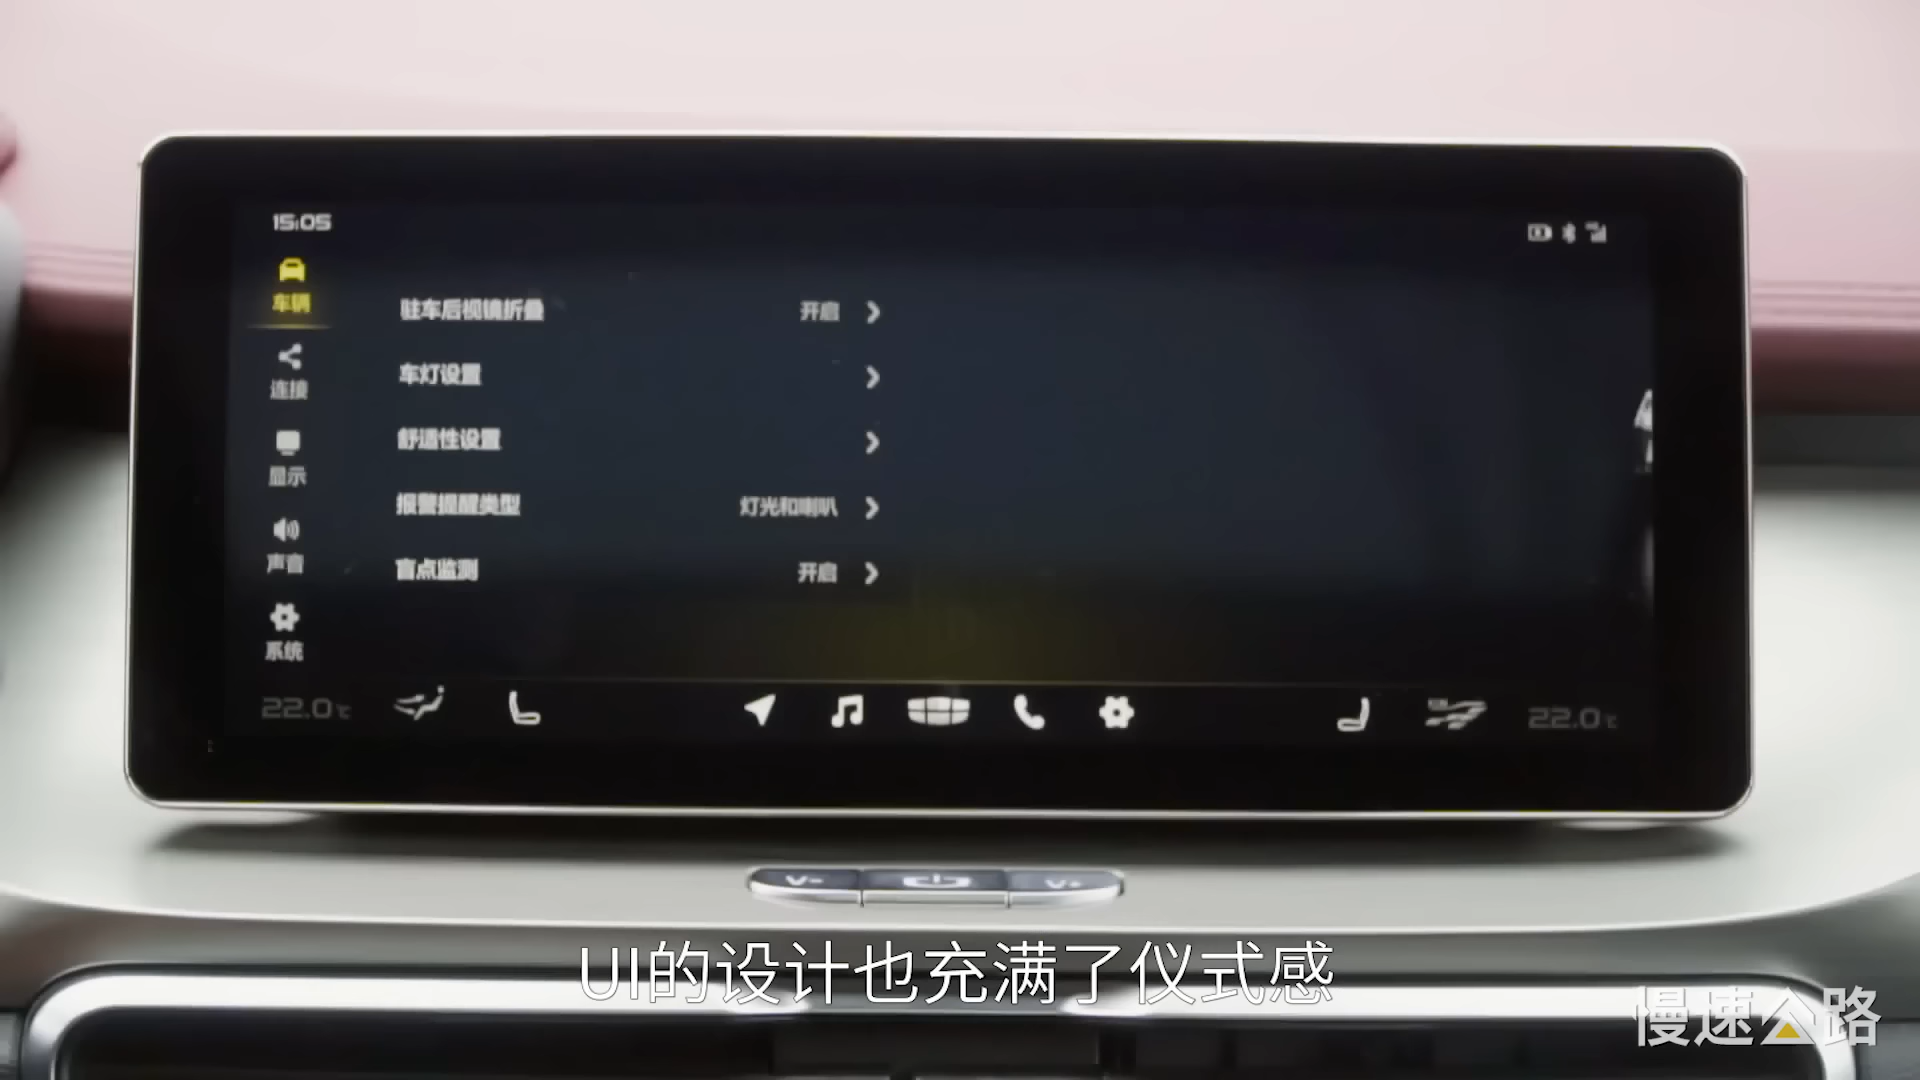 15:05
车辆
驻车后视镜折叠 开启
车灯设置
连接
舒适性设置
显示
报警提醒类型 灯光和喇叭
声音
盲点监测 开启
系统
22.0℃ 22.0℃
V- V+
UI的设计也充满了仪式感
慢速公路